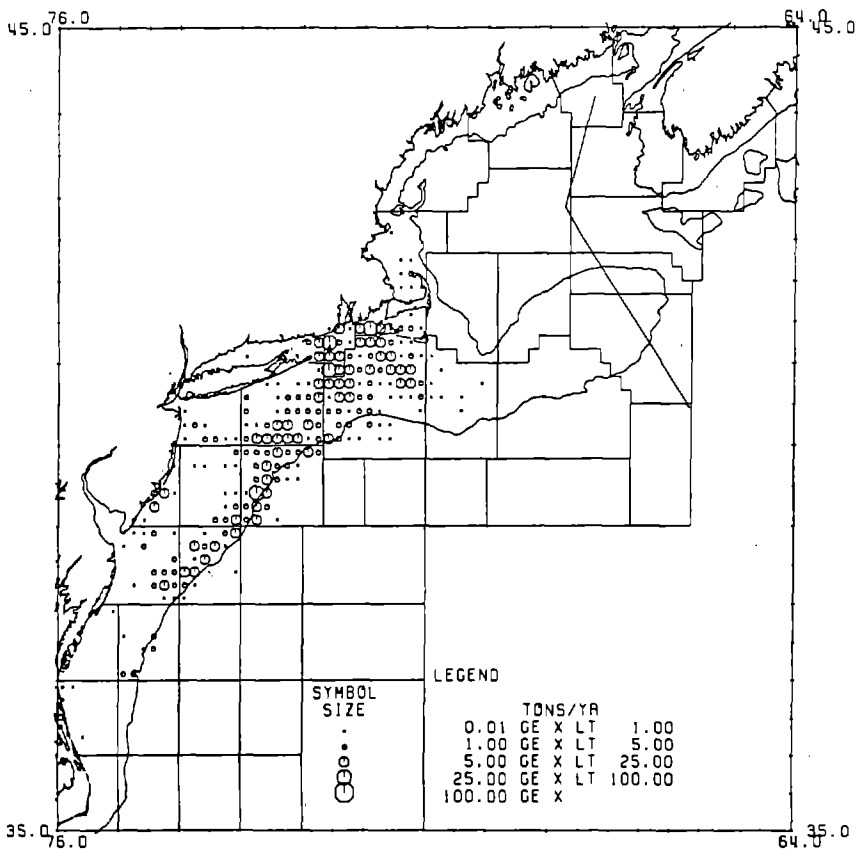 76.0 64.0
45.0 45.0
LEGEND
SYMBOL
SIZE
TONS/YR
0.01 GE X LT 1.00
1.00 GE X LT 5.00
5.00 GE X LT 25.00
25.00 GE X LT 100.00
100.00 GE X
35.0 35.0
76.0 64.0